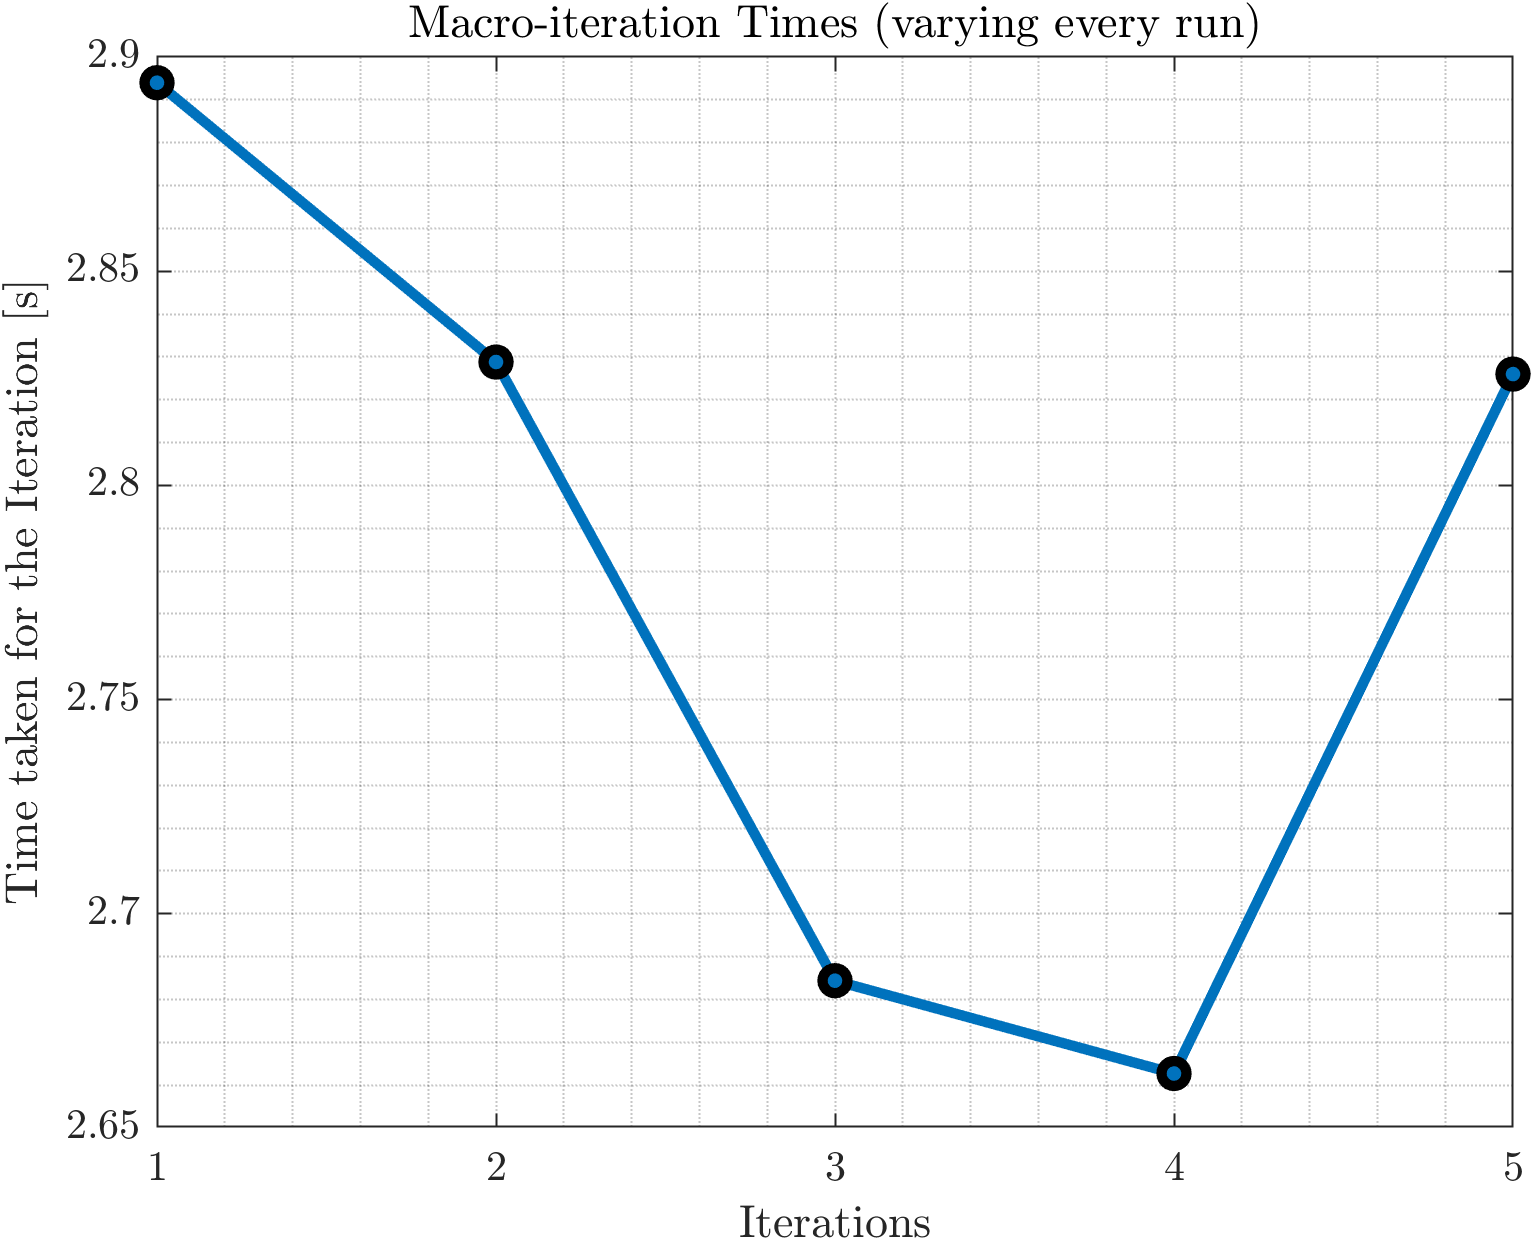 Macro-iteration Times (varying every run)
2.9
2.85
2.8
2.75
2.7
2.65
Time taken for the Iteration [s]
1 2 3 4 5
Iterations